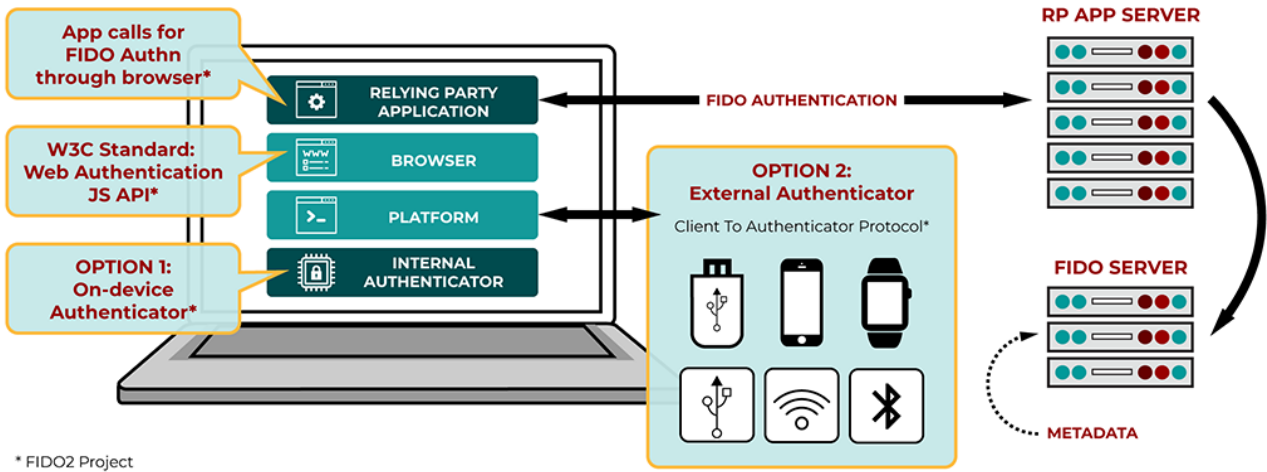 App calls for
FIDO Authn
through browser*
W3C Standard:
Web Authentication
JS API*
OPTION 1:
On-device
Authenticator*
RELYING PARTY
APPLICATION
WWW
BROWSER
PLATFORM
INTERNAL
AUTHENTICATOR
FIDO AUTHENTICATION
OPTION 2:
External Authenticator
Client To Authenticator Protocol*
RP APP SERVER
FIDO SERVER
METADATA
* FIDO2 Project